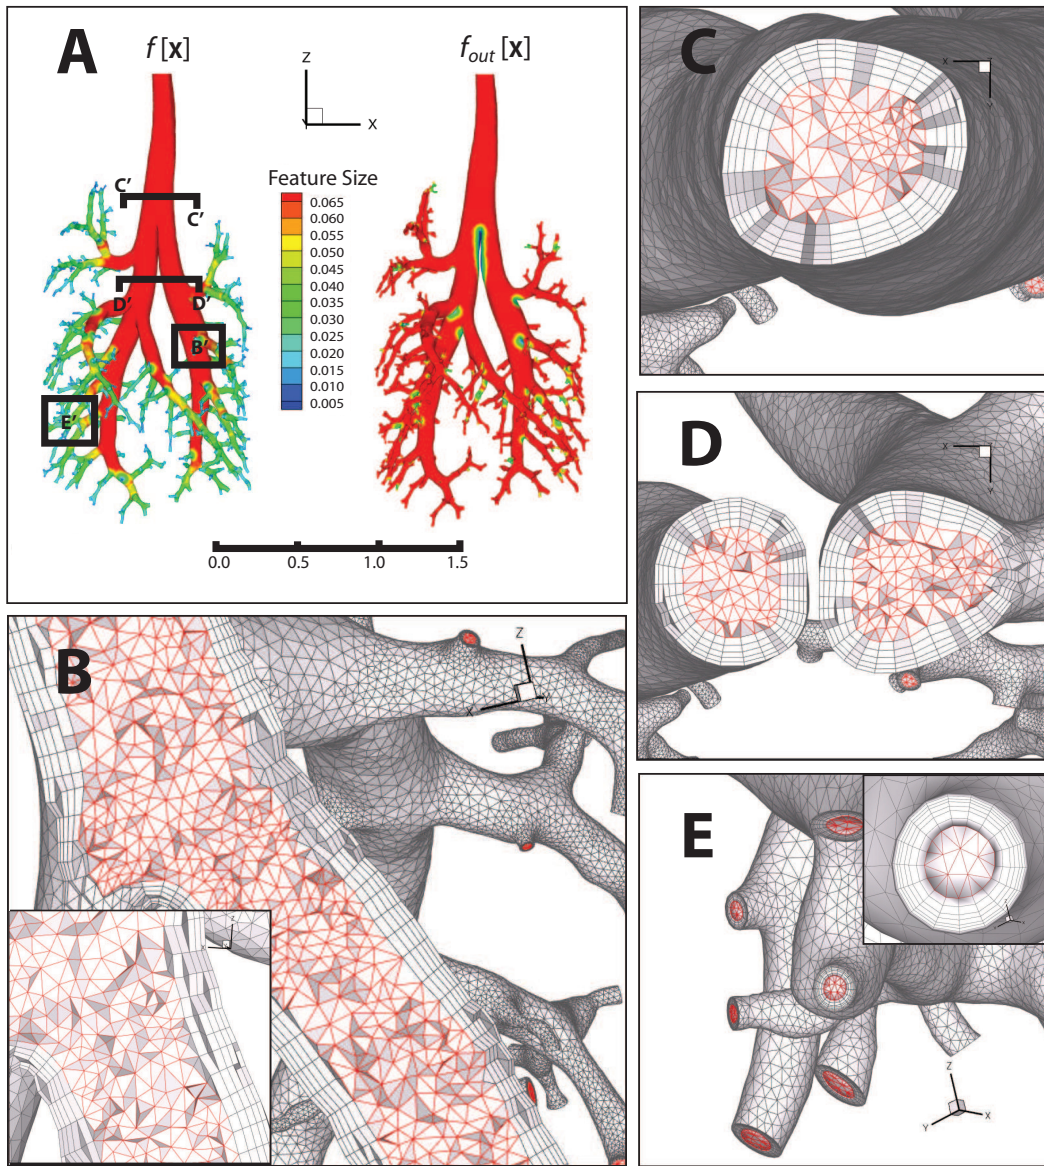 A
f [x]
f_out [x]
Z
Y
X
Feature Size
0.065
0.060
0.055
0.050
0.045
0.040
0.035
0.030
0.025
0.020
0.015
0.010
0.005
C'
C'
D'
D'
B'
E'
0.0
0.5
1.0
1.5
B
Z
Y
X
Z
X
C
X
Y
D
X
Y
E
Z
Y
X